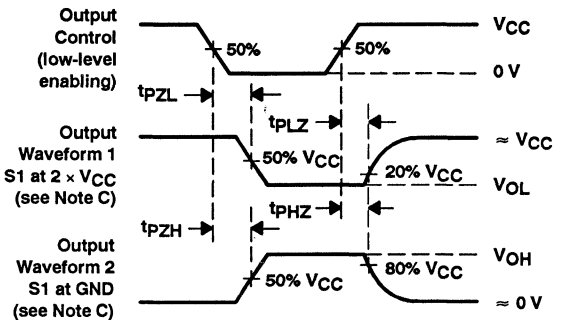 Output
Control
(low-level
enabling)
50%
50%
VCC
0 V
tPZL
tPLZ
Output
Waveform 1
S1 at 2 × VCC
(see Note C)
50% VCC
20% VCC
≈ VCC
VOL
tPZH
tPHZ
Output
Waveform 2
S1 at GND
(see Note C)
50% VCC
80% VCC
VOH
≈ 0 V